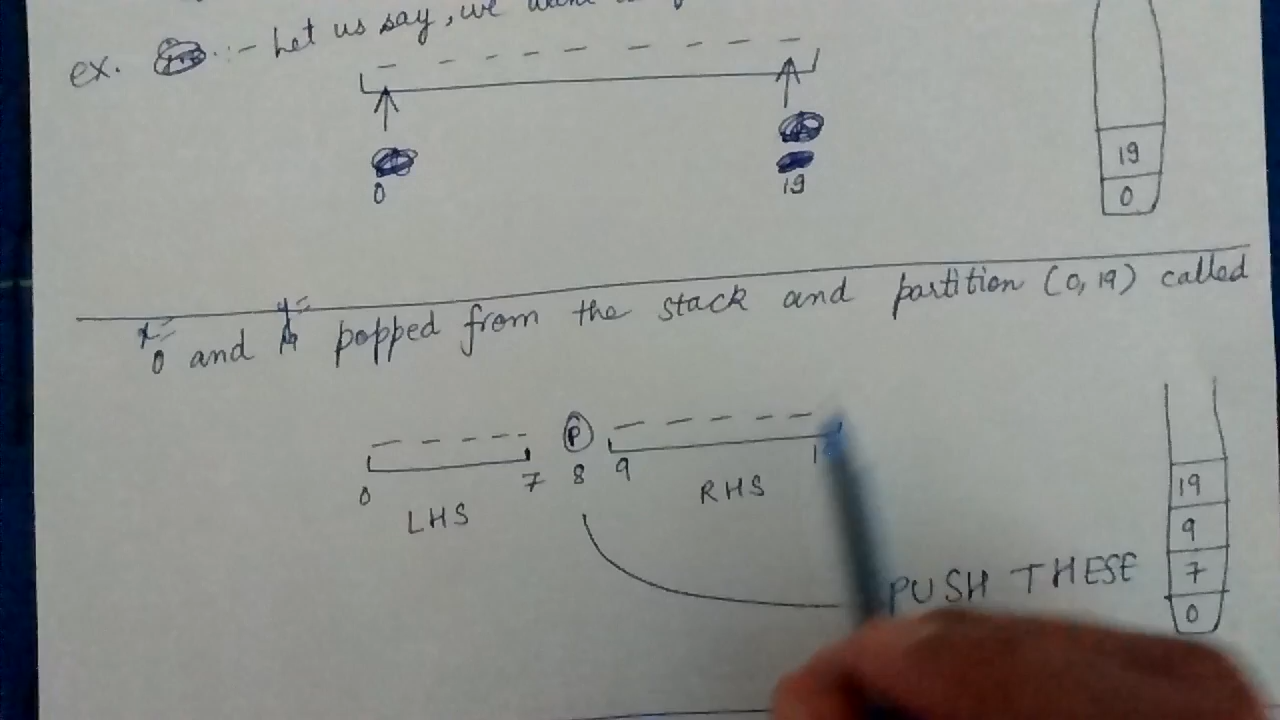 ex. :- Let us say, we want
0 19
19
0
0 and popped from the stack and partition (0, 19) called
P
0 7 8 9
LHS RHS
PUSH THESE
19
9
7
0